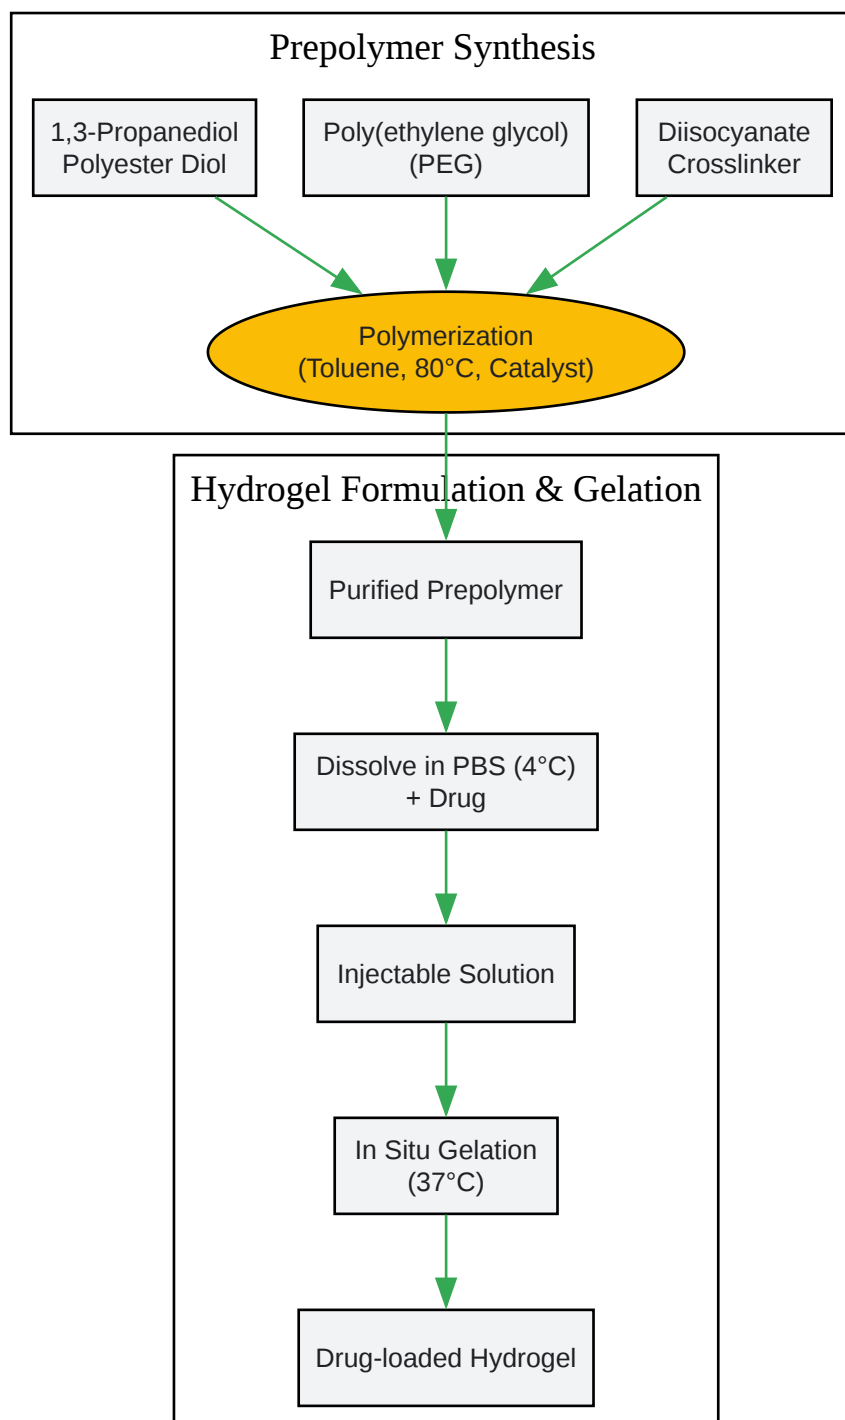 Prepolymer Synthesis
1,3-Propanediol
Polyester Diol
Poly(ethylene glycol)
(PEG)
Diisocyanate
Crosslinker
Polymerization
(Toluene, 80°C, Catalyst)
Hydrogel Formulation & Gelation
Purified Prepolymer
Dissolve in PBS (4°C)
+ Drug
Injectable Solution
In Situ Gelation
(37°C)
Drug-loaded Hydrogel